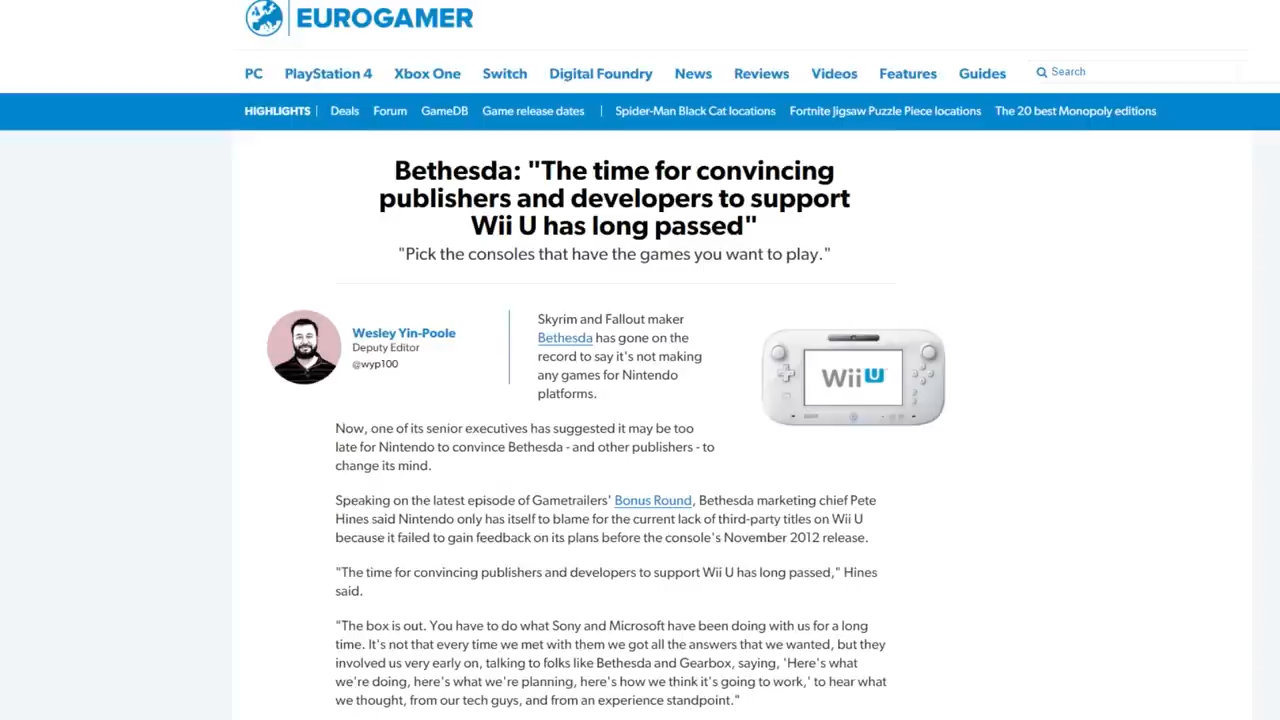 EUROGAMER
PC PlayStation 4 Xbox One Switch Digital Foundry News Reviews Videos Features Guides Search
HIGHLIGHTS | Deals Forum GameDB Game release dates | Spider-Man Black Cat locations Fortnite Jigsaw Puzzle Piece locations The 20 best Monopoly editions
Bethesda: "The time for convincing
publishers and developers to support
Wii U has long passed"
"Pick the consoles that have the games you want to play."
Wesley Yin-Poole
Deputy Editor
@wyp100
Skyrim and Fallout maker
Bethesda has gone on the
record to say it's not making
any games for Nintendo
platforms.
Wii U
Now, one of its senior executives has suggested it may be too
late for Nintendo to convince Bethesda - and other publishers - to
change its mind.
Speaking on the latest episode of Gametrailers' Bonus Round, Bethesda marketing chief Pete
Hines said Nintendo only has itself to blame for the current lack of third-party titles on Wii U
because it failed to gain feedback on its plans before the console's November 2012 release.
"The time for convincing publishers and developers to support Wii U has long passed," Hines
said.
"The box is out. You have to do what Sony and Microsoft have been doing with us for a long
time. It's not that every time we met with them we got all the answers that we wanted, but they
involved us very early on, talking to folks like Bethesda and Gearbox, saying, 'Here's what
we're doing, here's what we're planning, here's how we think it's going to work,' to hear what
we thought, from our tech guys, and from an experience standpoint."